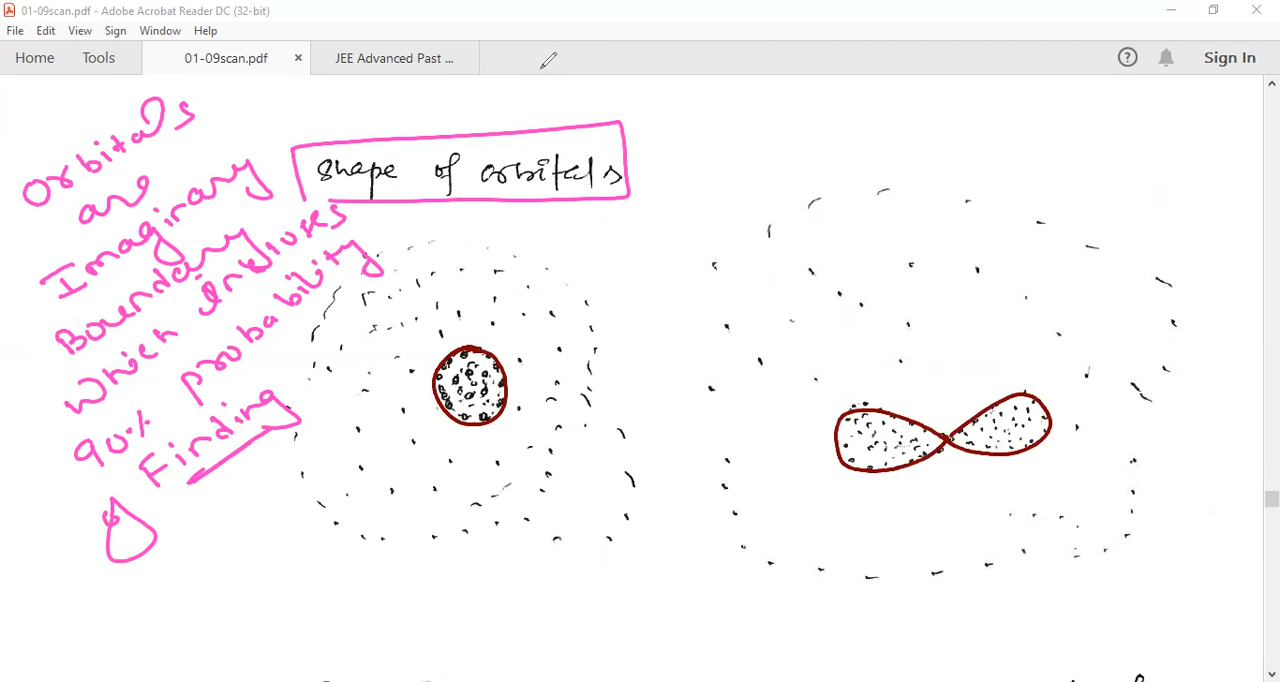 01-09scan.pdf - Adobe Acrobat Reader DC (32-bit)
File Edit View Sign Window Help
Home Tools 01-09scan.pdf × JEE Advanced Past ... Sign In
shape of orbitals
Orbitals
are
Imaginary
Boundary
which
90% probability
Finding